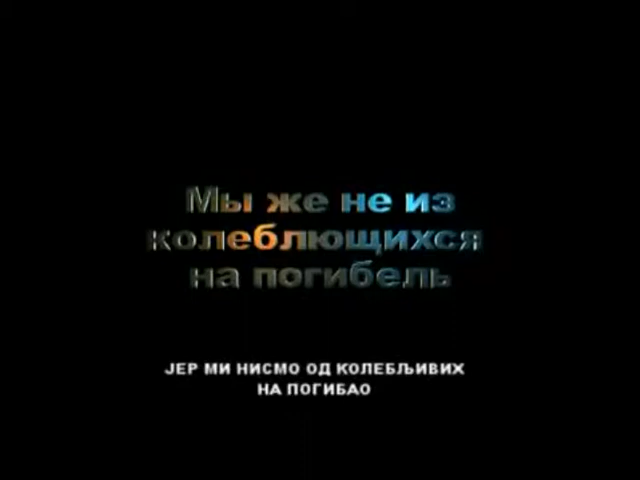 Мы же не из
колеблющихся
на погибель
ЈЕР МИ НИСМО ОД КОЛЕБЉИВИХ
НА ПОГИБАО